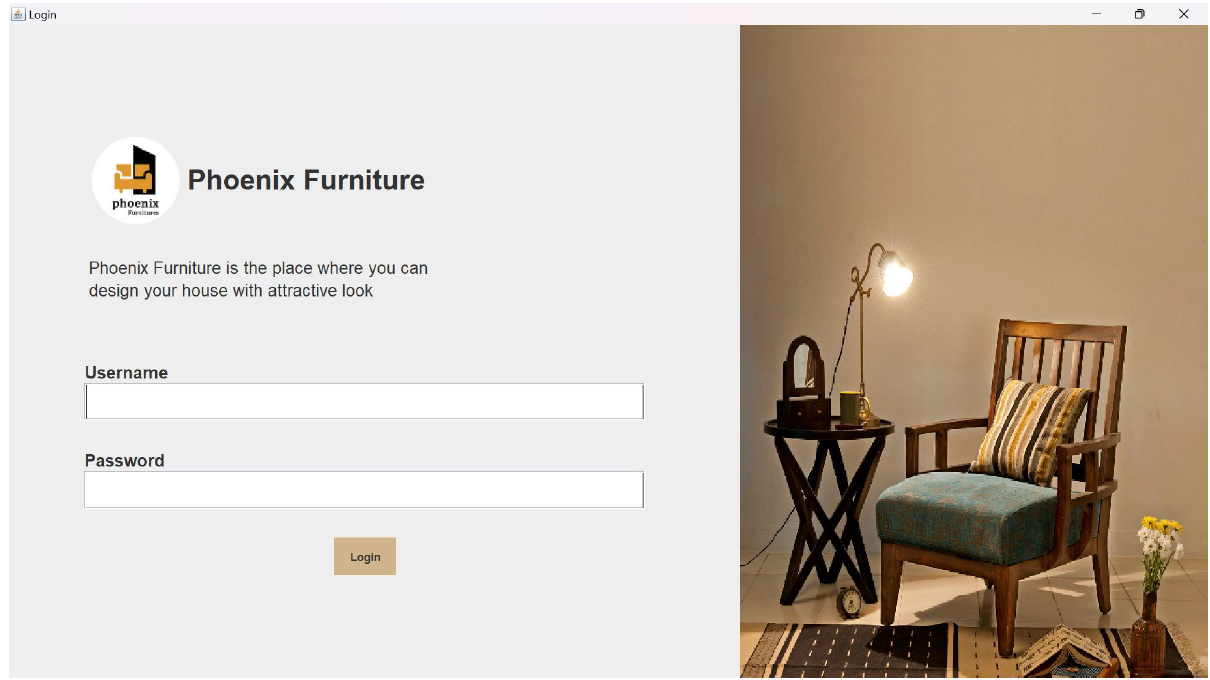 Login
phoenix
Furnitures
Phoenix Furniture
Phoenix Furniture is the place where you can
design your house with attractive look
Username
Password
Login